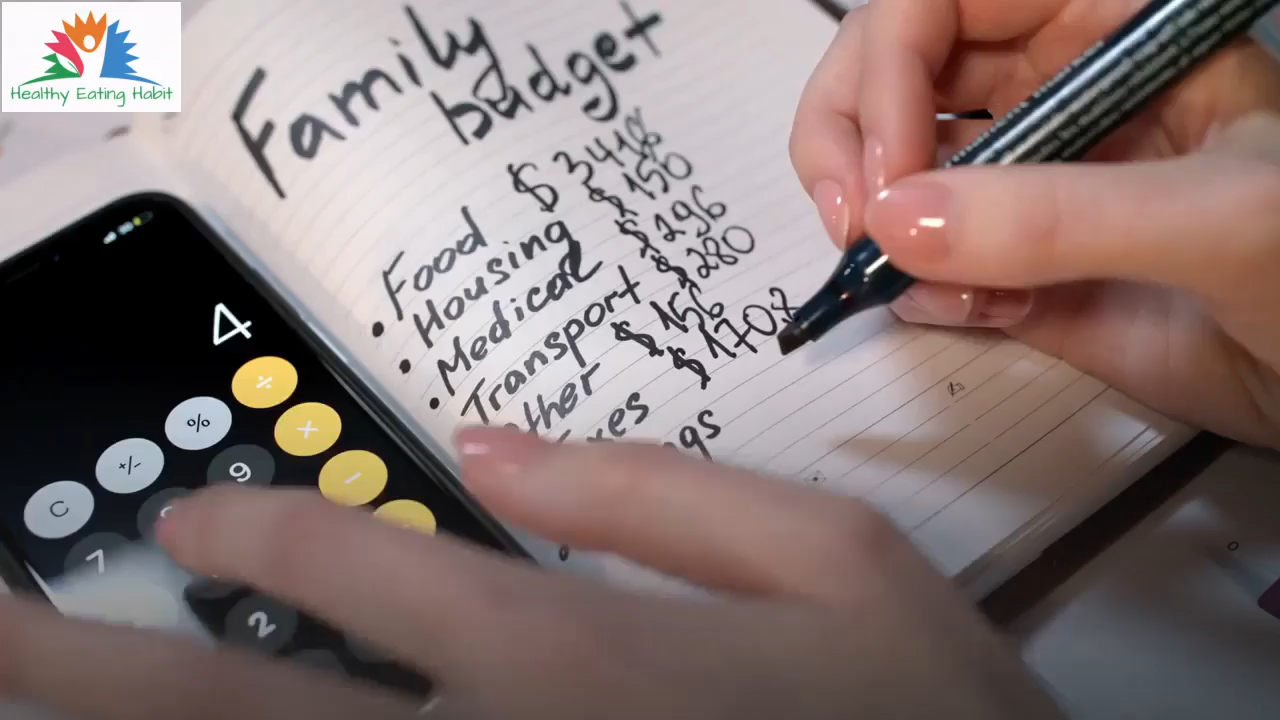 Healthy Eating Habit
Family
budget
Food $ 3418
• Housing $ 150
• Medical $ 296
• Transport $ 280
$ 156
$ 1708
4
÷
% ×
+/- 9 −
C
7
2